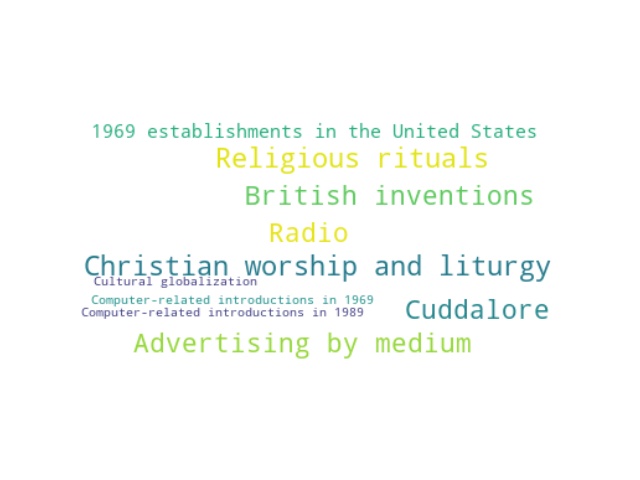 1969 establishments in the United States
Religious rituals
British inventions
Radio
Christian worship and liturgy
Cultural globalization
Computer-related introductions in 1969
Computer-related introductions in 1989
Cuddalore
Advertising by medium